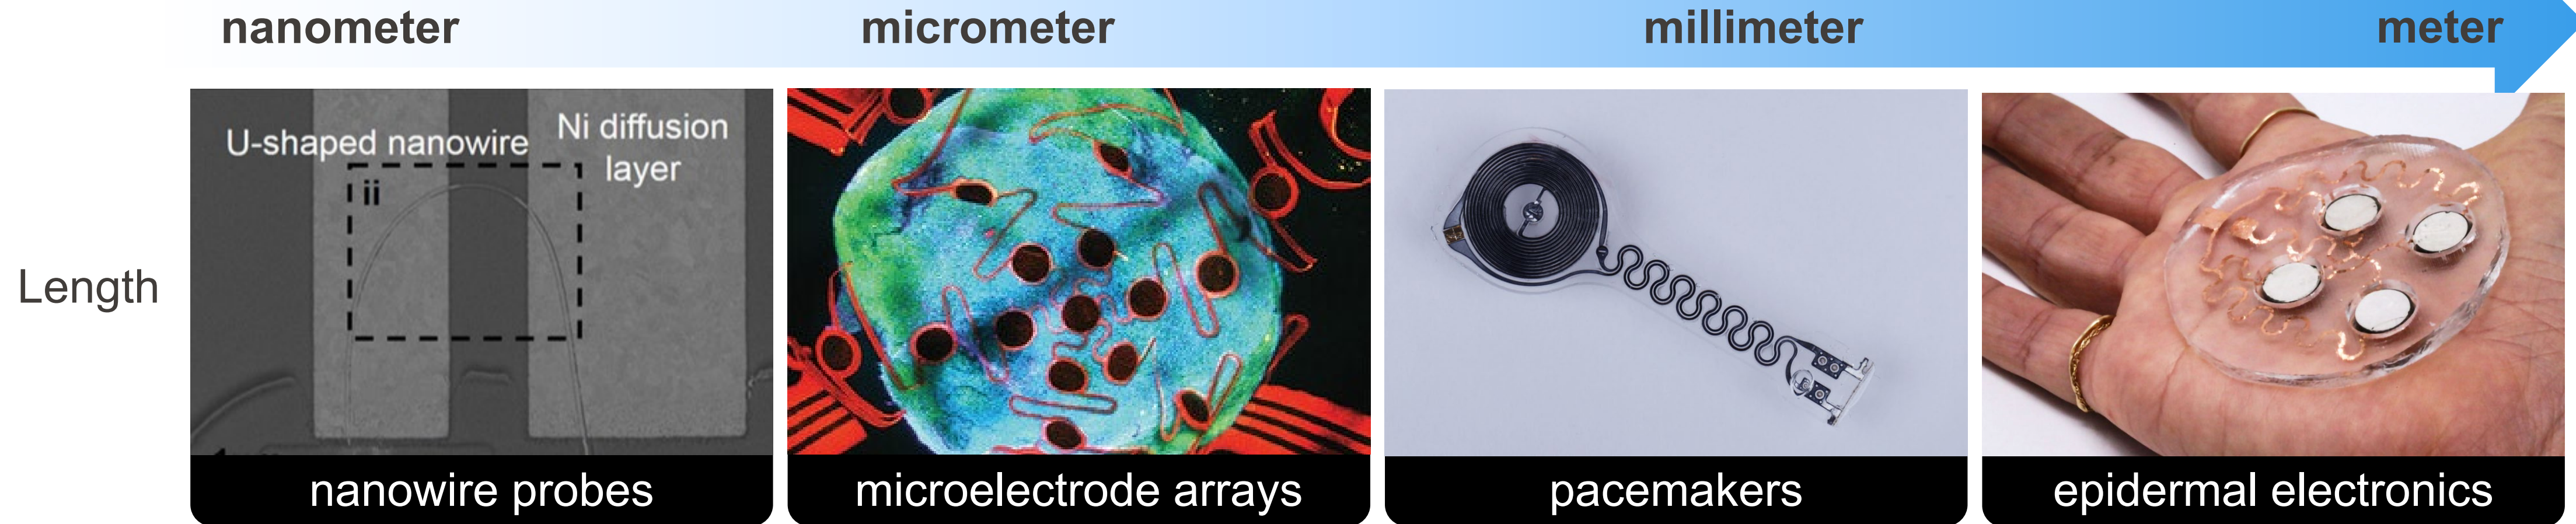 nanometer
micrometer
millimeter
meter
Length
U-shaped nanowire
Ni diffusion
layer
ii
nanowire probes
microelectrode arrays
pacemakers
epidermal electronics